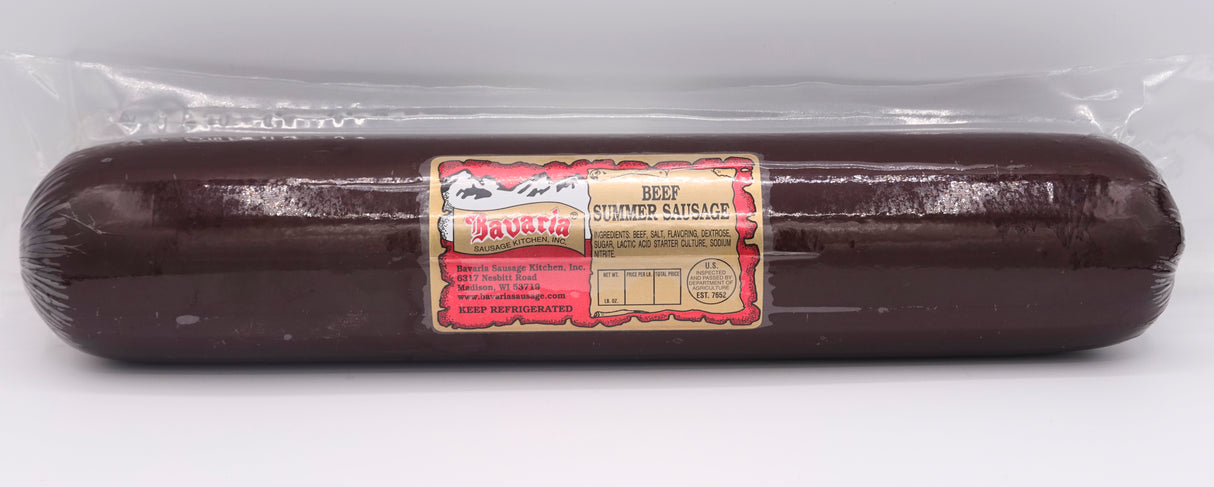 Bavaria®
SAUSAGE KITCHEN, INC.
Bavaria Sausage Kitchen, Inc.
6317 Nesbitt Road
Madison, WI 53719
www.bavariasausage.com
KEEP REFRIGERATED
BEEF
SUMMER SAUSAGE
INGREDIENTS: BEEF, SALT, FLAVORING, DEXTROSE,
SUGAR, LACTIC ACID STARTER CULTURE, SODIUM
NITRITE.
NET WT. PRICE PER LB. TOTAL PRICE
LB. OZ.
U.S.
INSPECTED
AND PASSED BY
DEPARTMENT OF
AGRICULTURE
EST. 7652